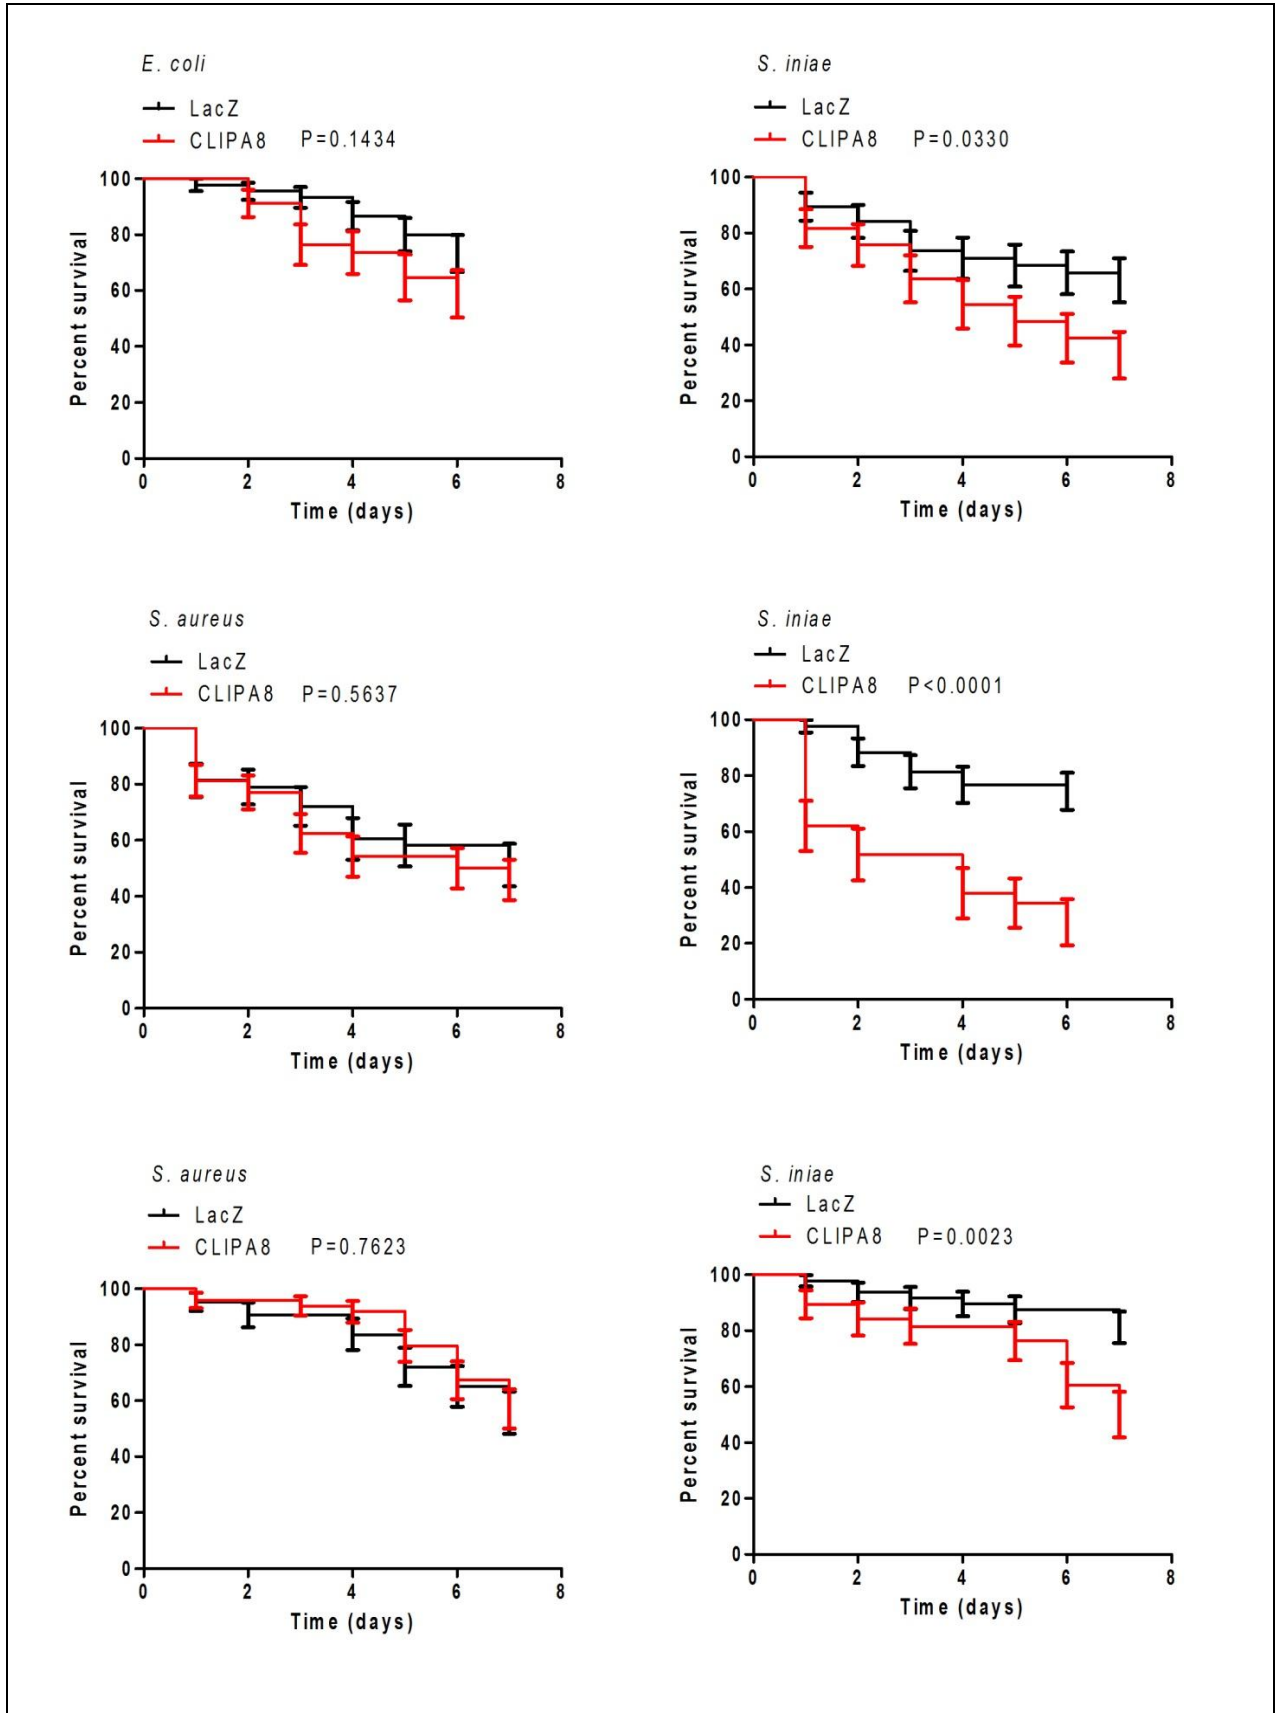 E. coli
LacZ
CLIPA8 P=0.1434
100
80
60
40
20
0
Percent survival
0 2 4 6 8
Time (days)
S. iniae
LacZ
CLIPA8 P=0.0330
100
80
60
40
20
0
Percent survival
0 2 4 6 8
Time (days)
S. aureus
LacZ
CLIPA8 P=0.5637
100
80
60
40
20
0
Percent survival
0 2 4 6 8
Time (days)
S. iniae
LacZ
CLIPA8 P<0.0001
100
80
60
40
20
0
Percent survival
0 2 4 6 8
Time (days)
S. aureus
LacZ
CLIPA8 P=0.7623
100
80
60
40
20
0
Percent survival
0 2 4 6 8
Time (days)
S. iniae
LacZ
CLIPA8 P=0.0023
100
80
60
40
20
0
Percent survival
0 2 4 6 8
Time (days)